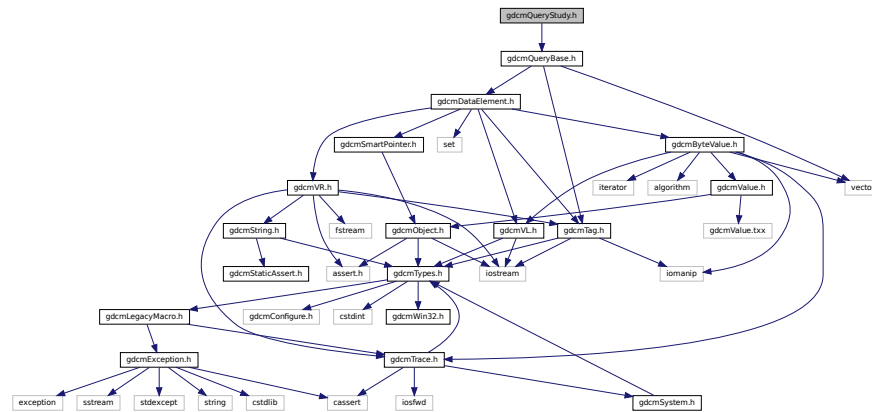 gdcmQueryStudy.h
gdcmQueryBase.h
gdcmDataElement.h
gdcmSmartPointer.h
set
gdcmByteValue.h
gdcmVR.h
iterator
algorithm
gdcmValue.h
vecto
gdcmString.h
fstream
gdcmObject.h
gdcmVL.h
gdcmTag.h
gdcmValue.txx
gdcmStaticAssert.h
assert.h
gdcmTypes.h
iostream
iomanip
gdcmLegacyMacro.h
gdcmConfigure.h
cstdint
gdcmWin32.h
gdcmException.h
gdcmTrace.h
exception
sstream
stdexcept
string
cstdlib
cassert
iosfwd
gdcmSystem.h